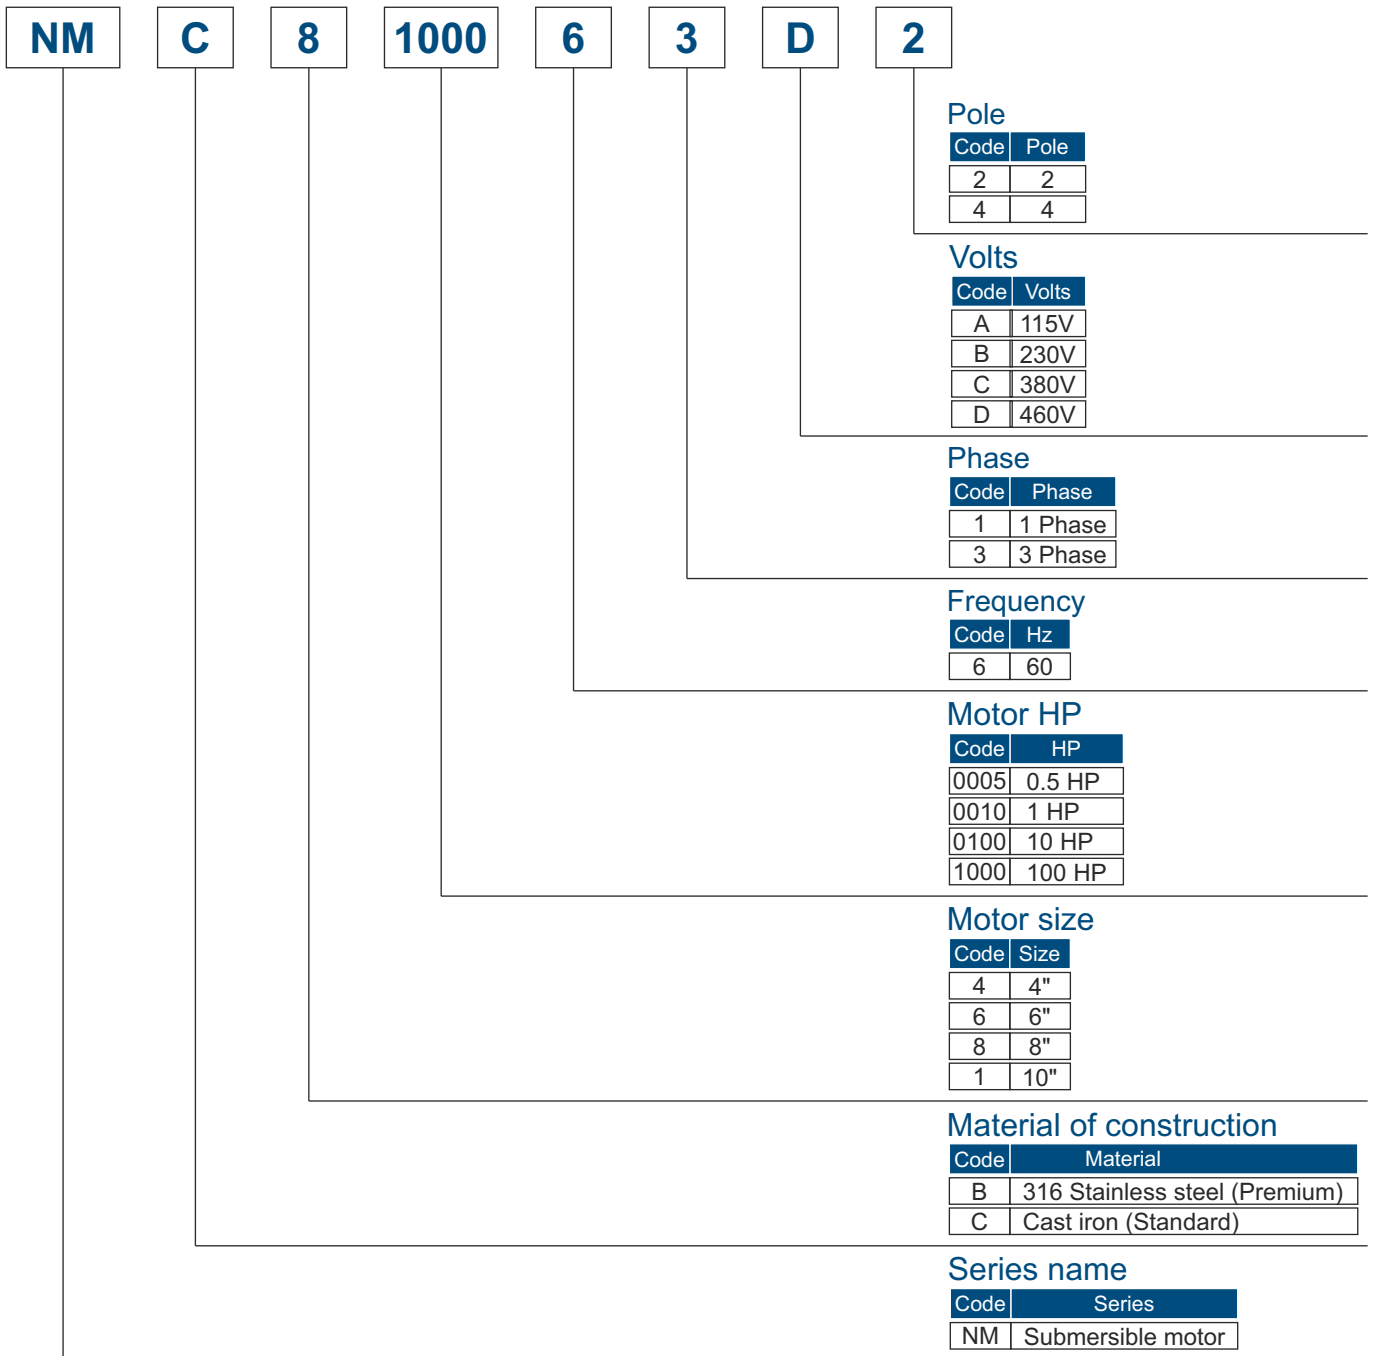 NM C 8 1000 6 3 D 2
Pole
Code Pole
2 2
4 4
Volts
Code Volts
A 115V
B 230V
C 380V
D 460V
Phase
Code Phase
1 1 Phase
3 3 Phase
Frequency
Code Hz
6 60
Motor HP
Code HP
0005 0.5 HP
0010 1 HP
0100 10 HP
1000 100 HP
Motor size
Code Size
4 4"
6 6"
8 8"
1 10"
Material of construction
Code Material
B 316 Stainless steel (Premium)
C Cast iron (Standard)
Series name
Code Series
NM Submersible motor